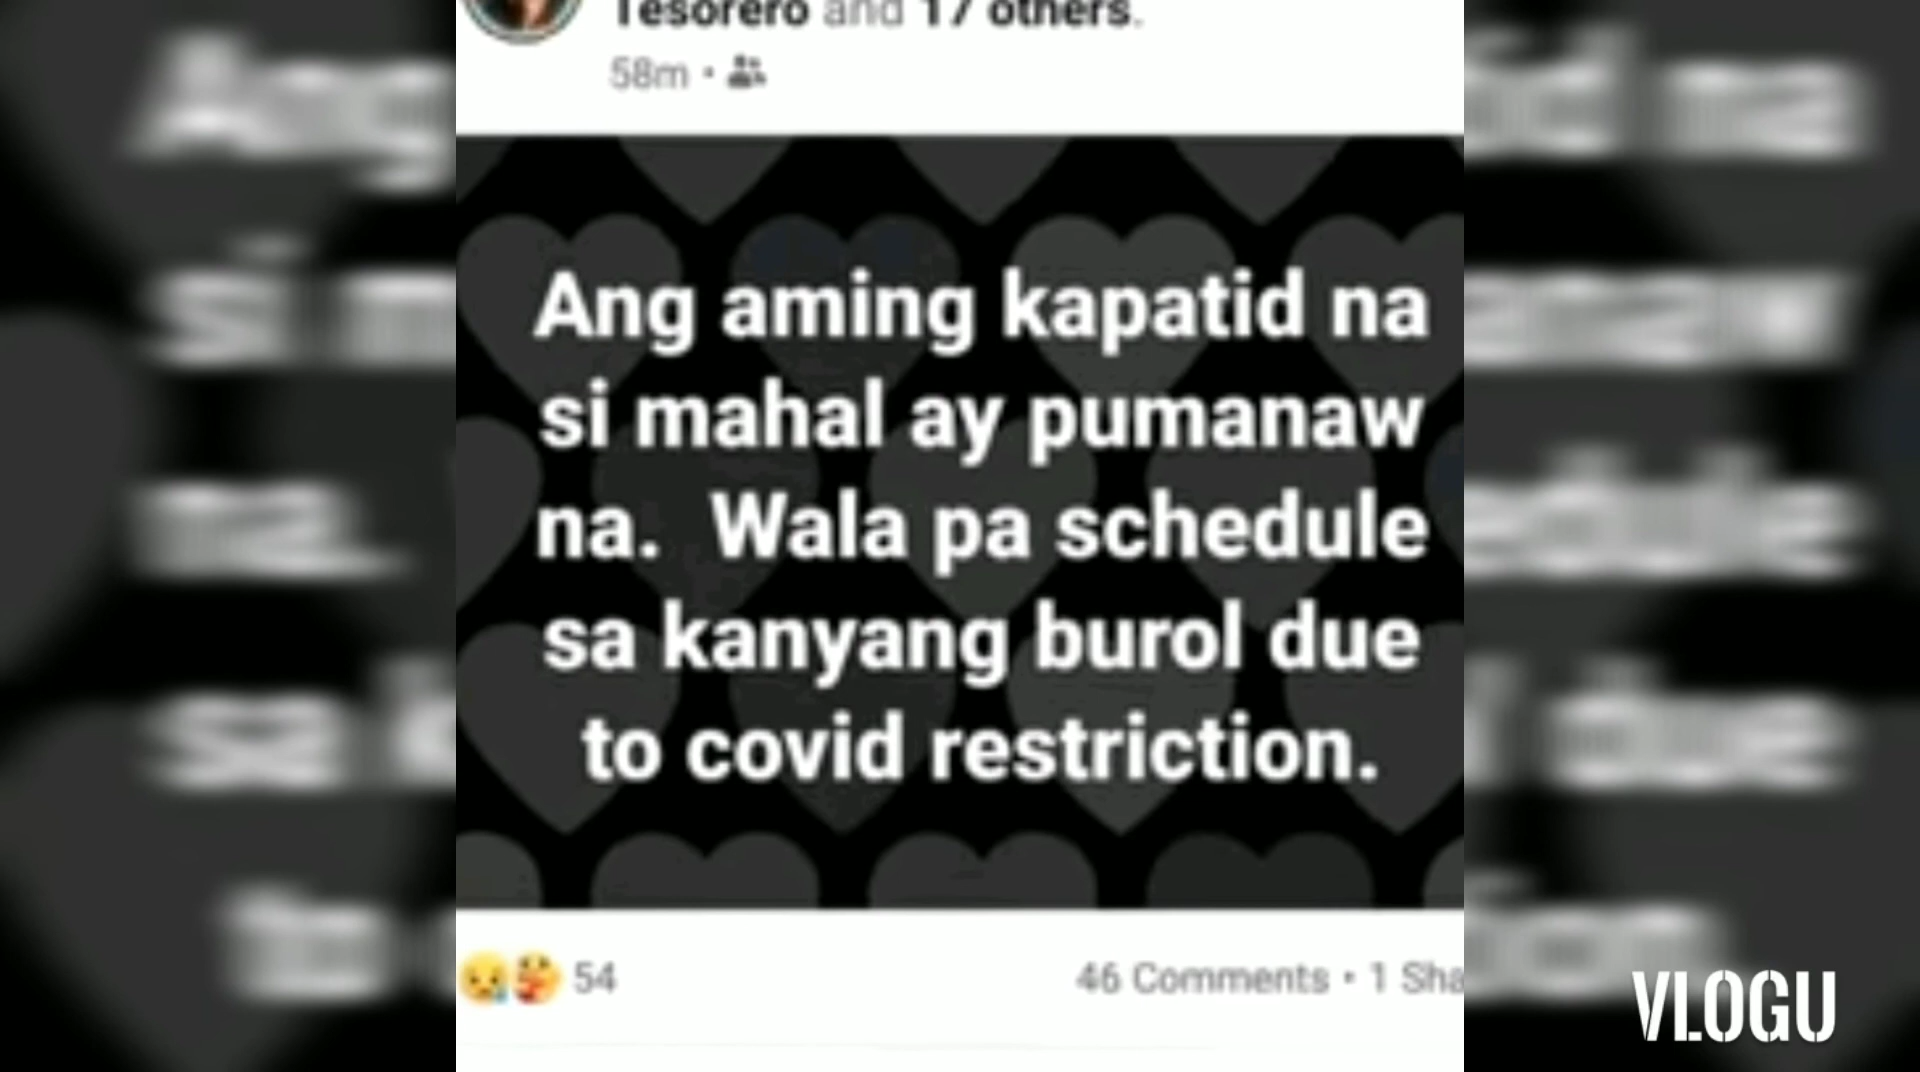 Tesorero and 17 others.
58m
Ang aming kapatid na
si mahal ay pumanaw
na. Wala pa schedule
sa kanyang burol due
to covid restriction.
54
46 Comments • 1 Sha
VLOGU